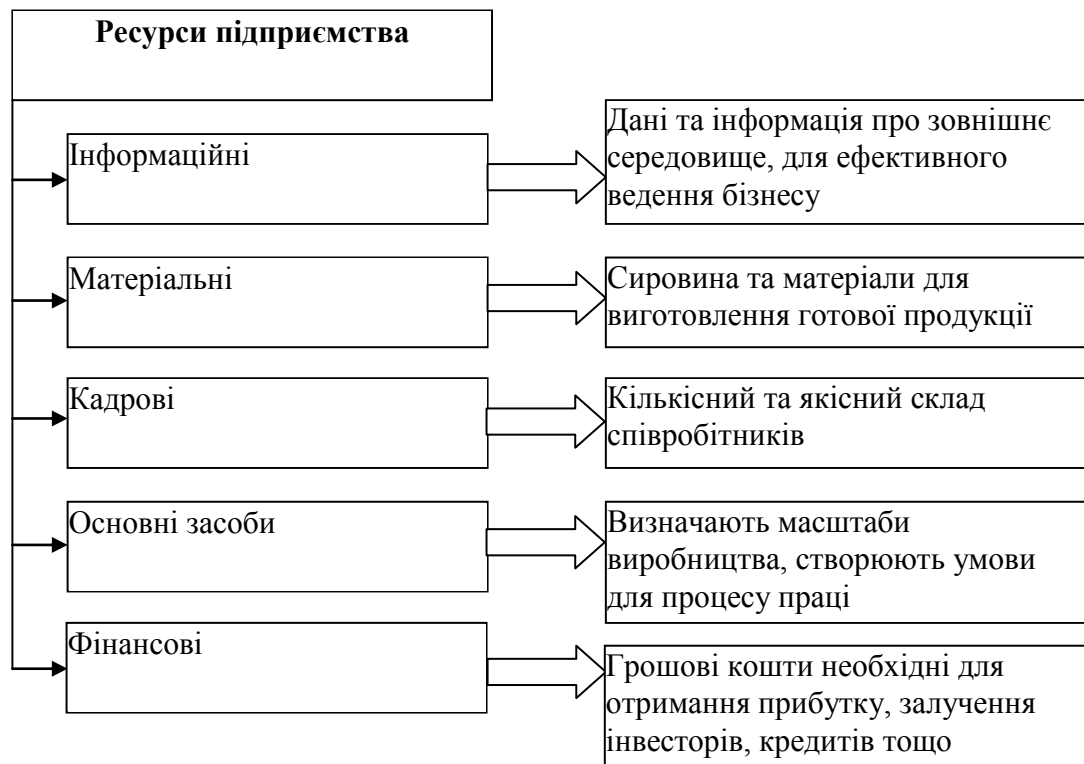 Ресурси підприємства
Інформаційні
Дані та інформація про зовнішнє
середовище, для ефективного
ведення бізнесу
Матеріальні
Сировина та матеріали для
виготовлення готової продукції
Кадрові
Кількісний та якісний склад
співробітників
Основні засоби
Визначають масштаби
виробництва, створюють умови
для процесу праці
Фінансові
Грошові кошти необхідні для
отримання прибутку, залучення
інвесторів, кредитів тощо